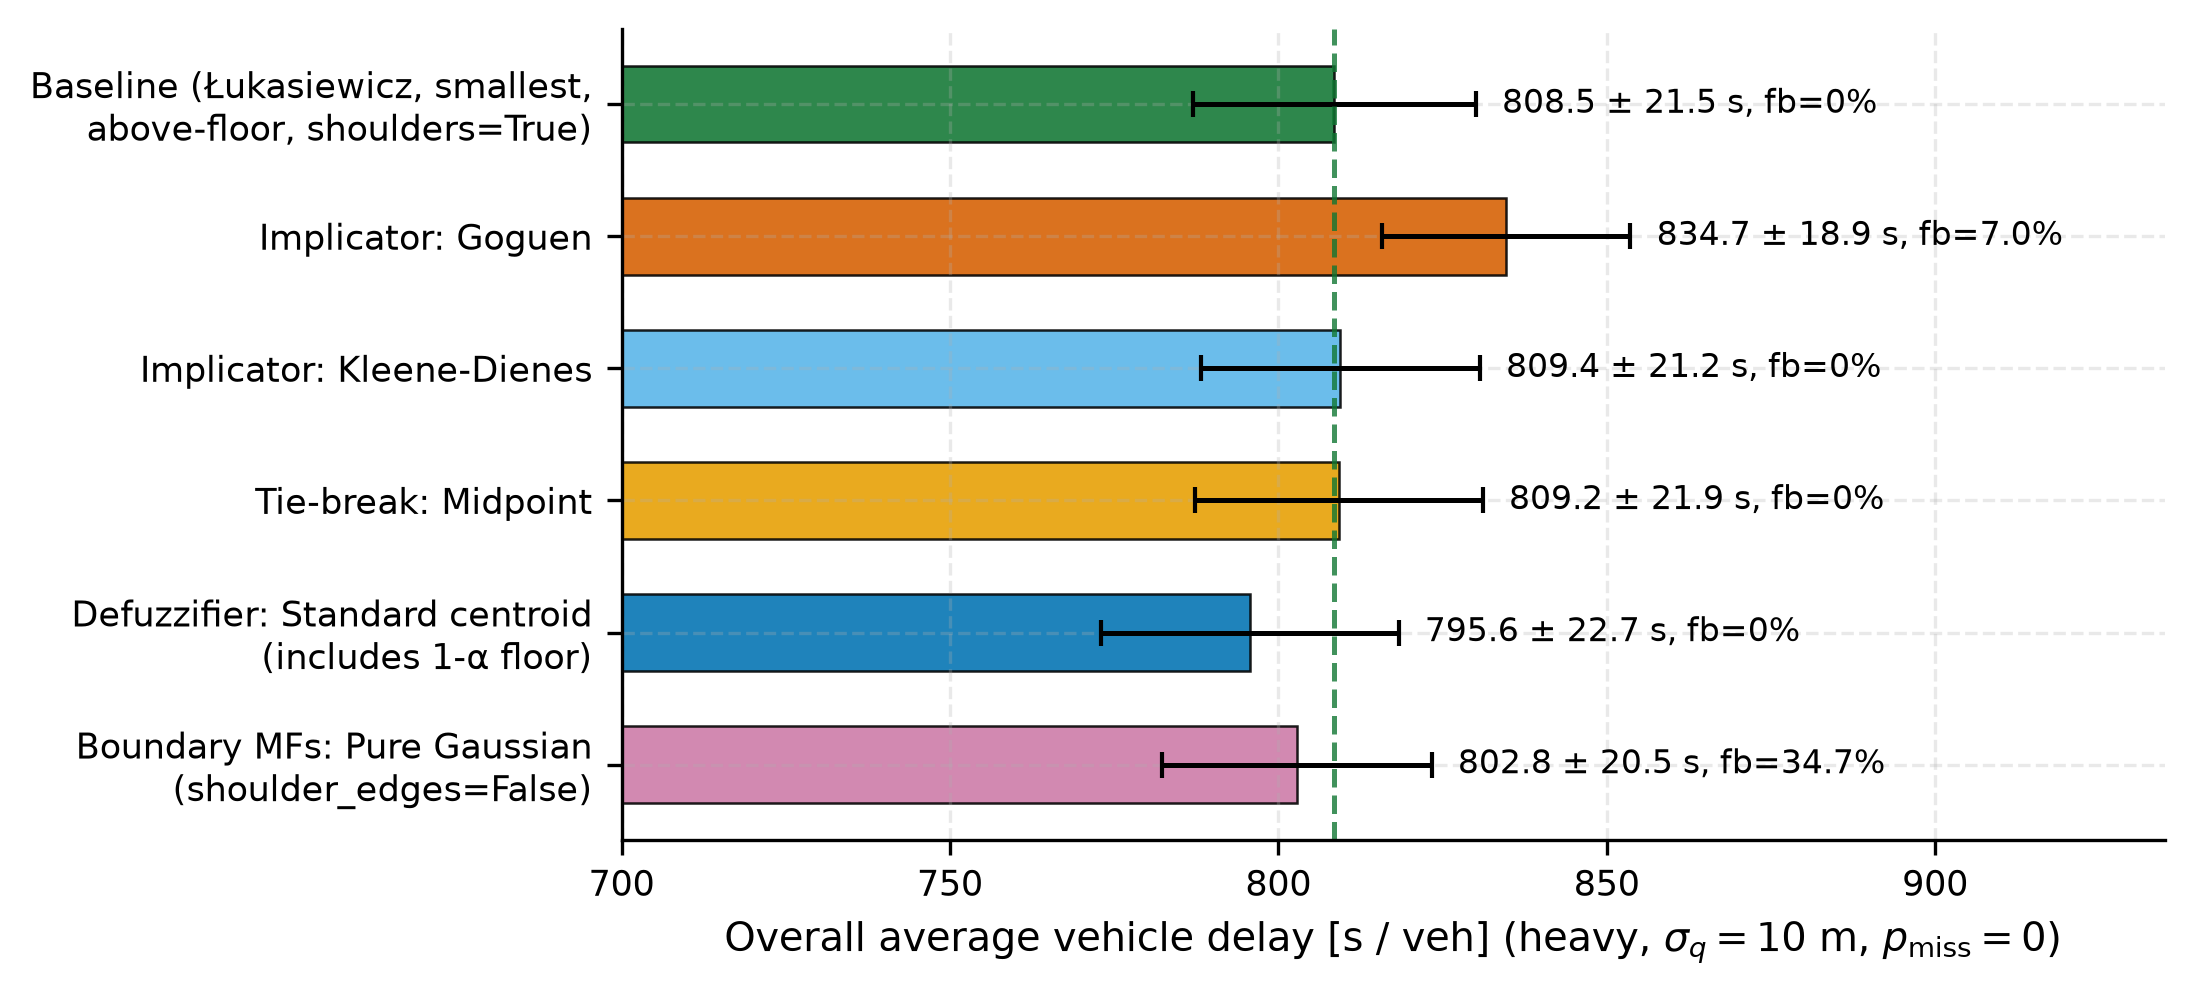 Baseline (Łukasiewicz, smallest,
above-floor, shoulders=True)
808.5 ± 21.5 s, fb=0%
Implicator: Goguen
834.7 ± 18.9 s, fb=7.0%
Implicator: Kleene-Dienes
809.4 ± 21.2 s, fb=0%
Tie-break: Midpoint
809.2 ± 21.9 s, fb=0%
Defuzzifier: Standard centroid
(includes 1-α floor)
795.6 ± 22.7 s, fb=0%
Boundary MFs: Pure Gaussian
(shoulder_edges=False)
802.8 ± 20.5 s, fb=34.7%
700 750 800 850 900
Overall average vehicle delay [s / veh] (heavy, σ_q = 10 m, p_miss = 0)